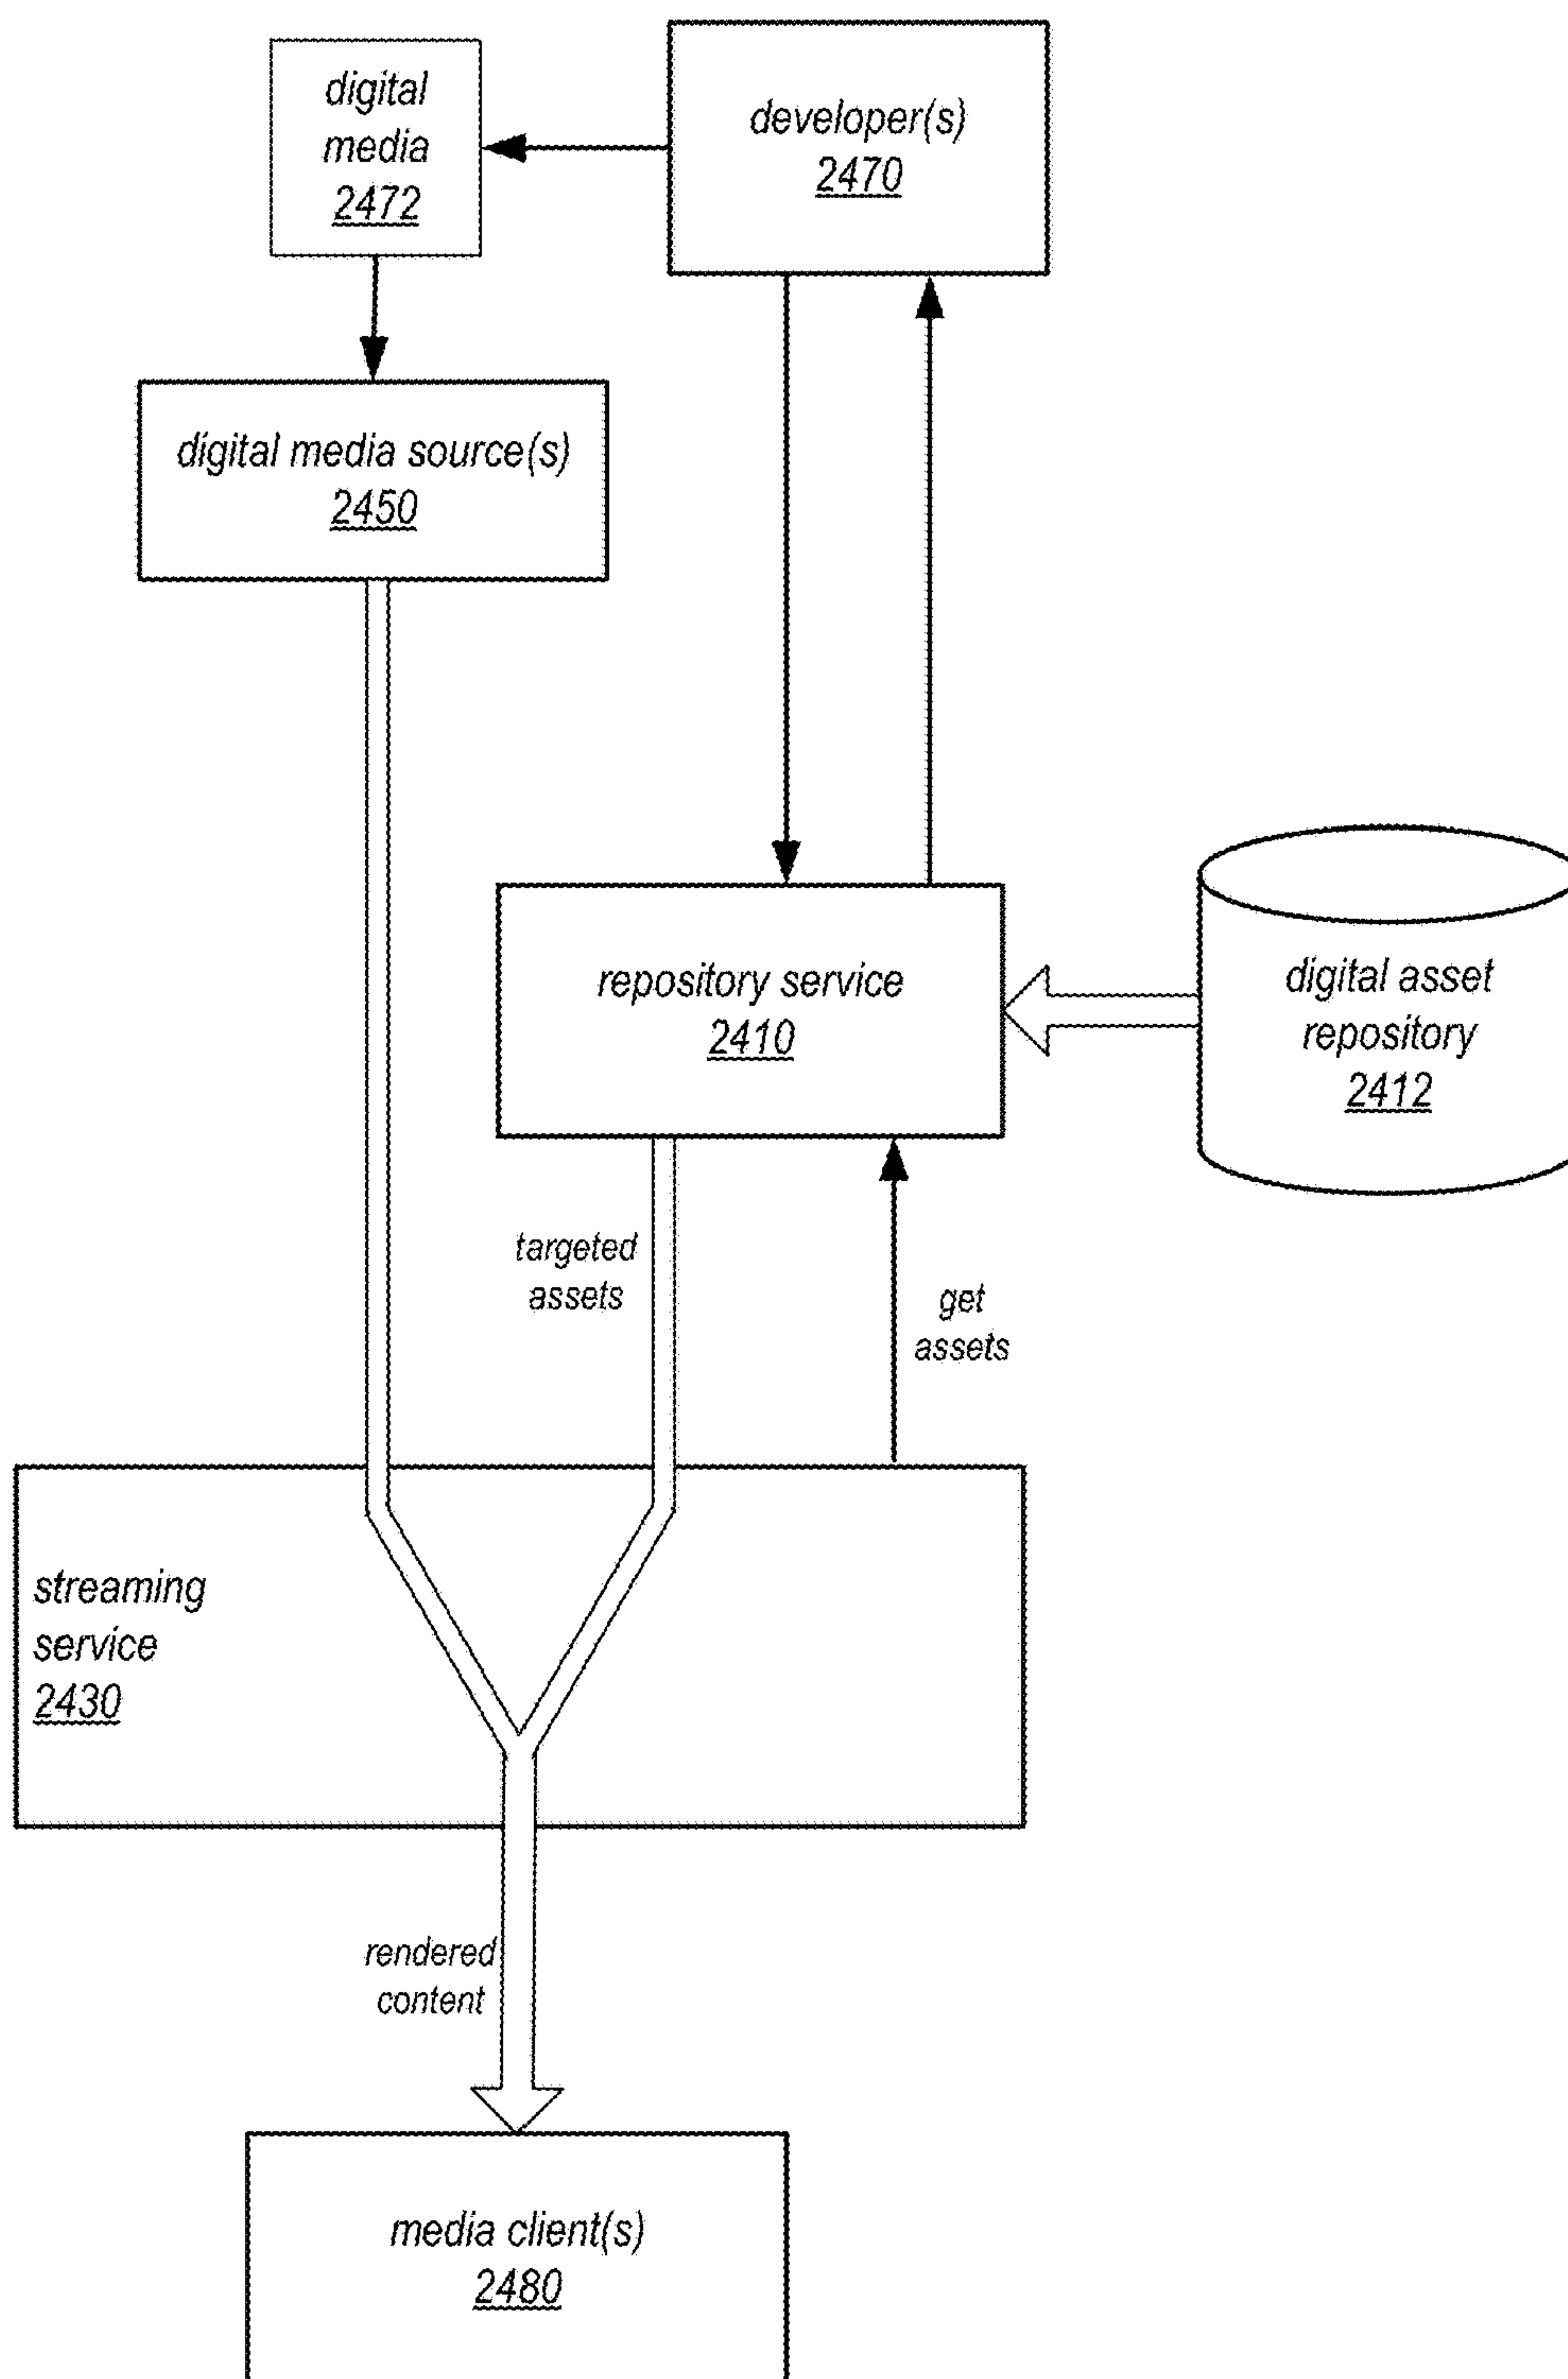 digital
media
2472
developer(s)
2470
digital media source(s)
2450
repository service
2410
digital asset
repository
2412
targeted
assets
get
assets
streaming
service
2430
rendered
content
media client(s)
2480